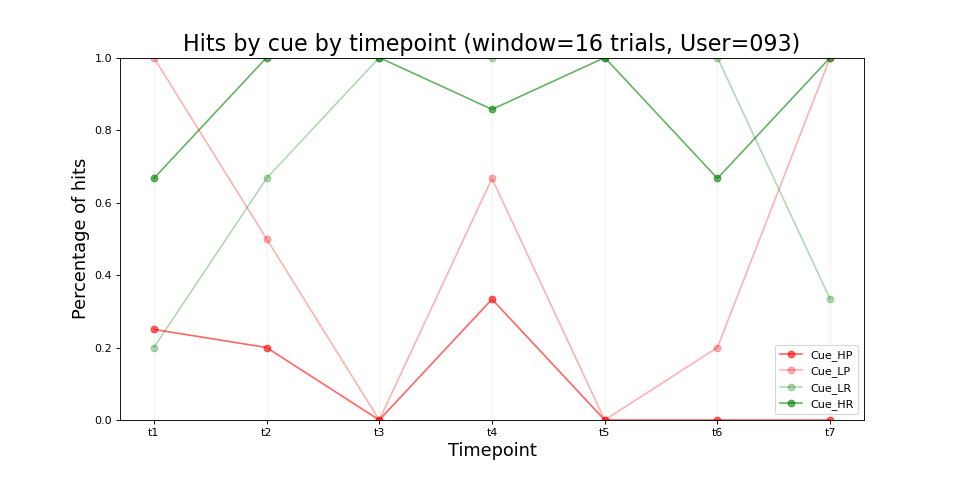 Hits by cue by timepoint (window=16 trials, User=093)
Percentage of hits
1.0
0.8
0.6
0.4
0.2
0.0
t1 t2 t3 t4 t5 t6 t7
Timepoint
Cue_HP
Cue_LP
Cue_LR
Cue_HR